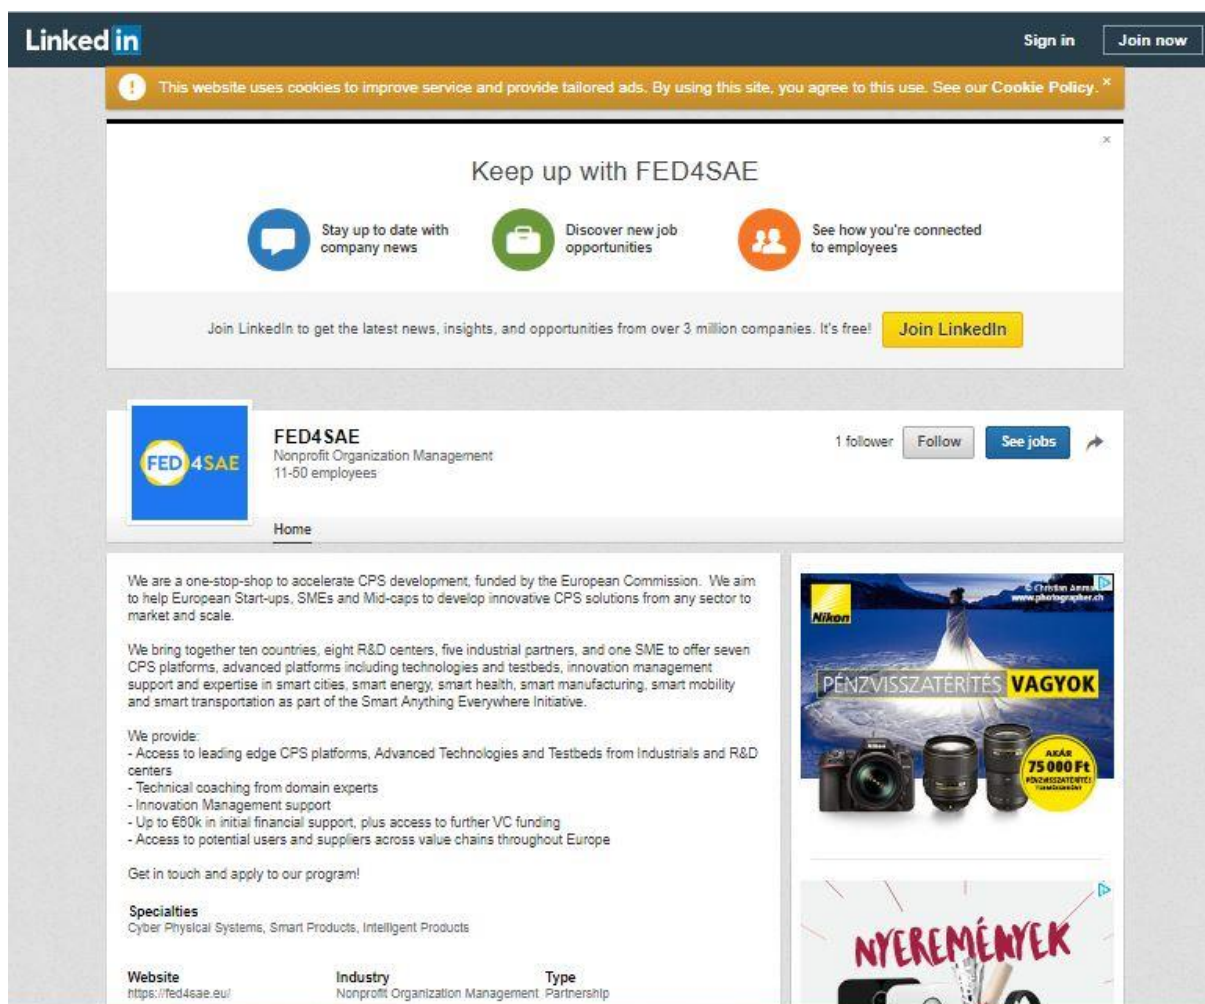 Linked in
Sign in
Join now
This website uses cookies to improve service and provide tailored ads. By using this site, you agree to this use. See our Cookie Policy.
Keep up with FED4SAE
Stay up to date with
company news
Discover new job
opportunities
See how you're connected
to employees
Join LinkedIn to get the latest news, insights, and opportunities from over 3 million companies. It's free!
Join LinkedIn
FED4SAE
FED4SAE
Nonprofit Organization Management
11-50 employees
1 follower
Follow
See jobs
Home
We are a one-stop-shop to accelerate CPS development, funded by the European Commission. We aim
to help European Start-ups, SMEs and Mid-caps to develop innovative CPS solutions from any sector to
market and scale.
We bring together ten countries, eight R&D centers, five industrial partners, and one SME to offer seven
CPS platforms, advanced platforms including technologies and testbeds, innovation management
support and expertise in smart cities, smart energy, smart health, smart manufacturing, smart mobility
and smart transportation as part of the Smart Anything Everywhere Initiative.
We provide:
- Access to leading edge CPS platforms, Advanced Technologies and Testbeds from Industrials and R&D
centers
- Technical coaching from domain experts
- Innovation Management support
- Up to €60k in initial financial support, plus access to further VC funding
- Access to potential users and suppliers across value chains throughout Europe
Get in touch and apply to our program!
Specialties
Cyber Physical Systems, Smart Products, Intelligent Products
Website
https://fed4sae.eu/
Industry
Nonprofit Organization Management
Type
Partnership
© Christian
www.photographer.ch
Nikon
PÉNZVISSZATÉRÍTÉS VAGYOK
AKÁR
75 000 Ft
PÉNZVISSZATÉRÍTÉS
TERMÉKENKÉNT
NYEREMÉNYEK